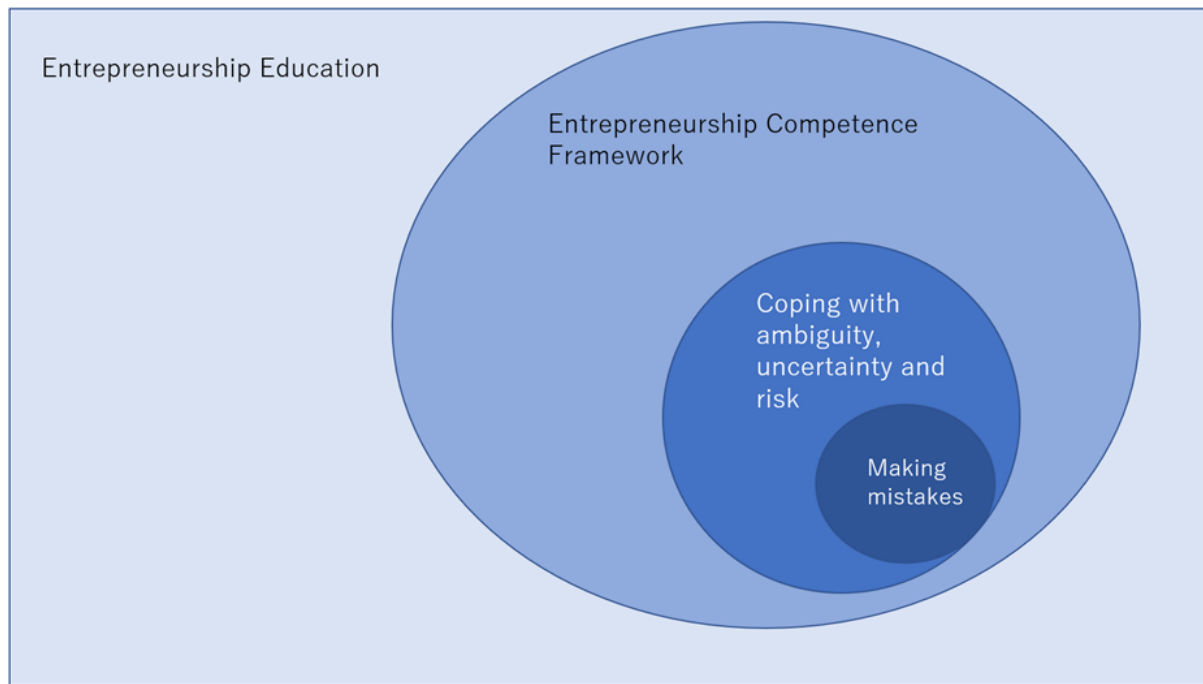 Entrepreneurship Education
Entrepreneurship Competence
Framework
Coping with
ambiguity,
uncertainty and
risk
Making
mistakes